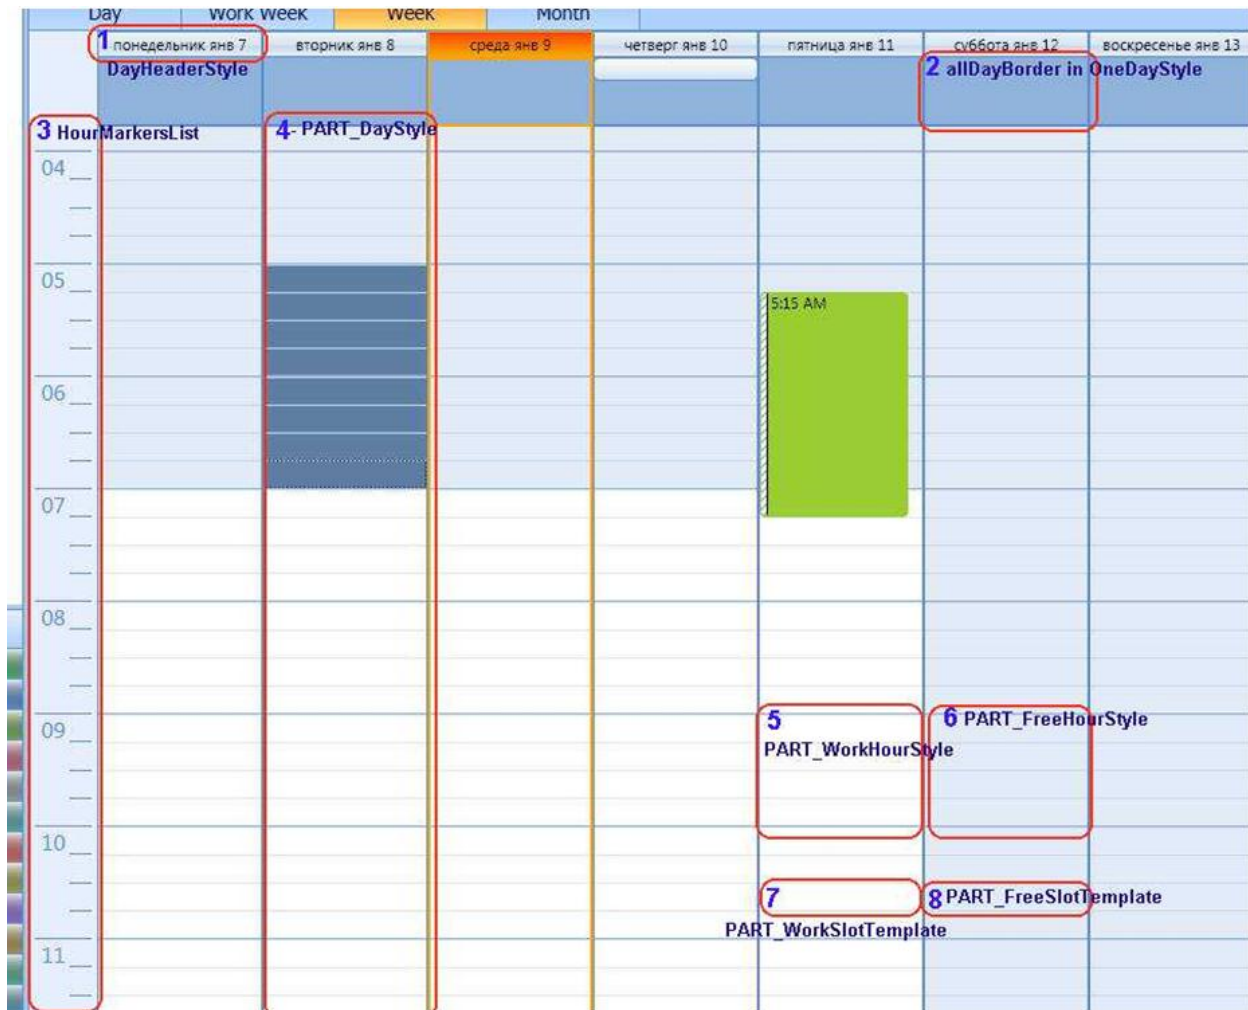 Day Work Week Week Month
1 понедельник янв 7 вторник янв 8 среда янв 9 четверг янв 10 пятница янв 11 суббота янв 12 воскресенье янв 13
DayHeaderStyle
2 allDayBorder in OneDayStyle
3 HourMarkersList
4- PART_DayStyle
04
05
5:15 AM
06
07
08
09
5
PART_WorkHourStyle
6 PART_FreeHourStyle
10
7
8 PART_FreeSlotTemplate
PART_WorkSlotTemplate
11